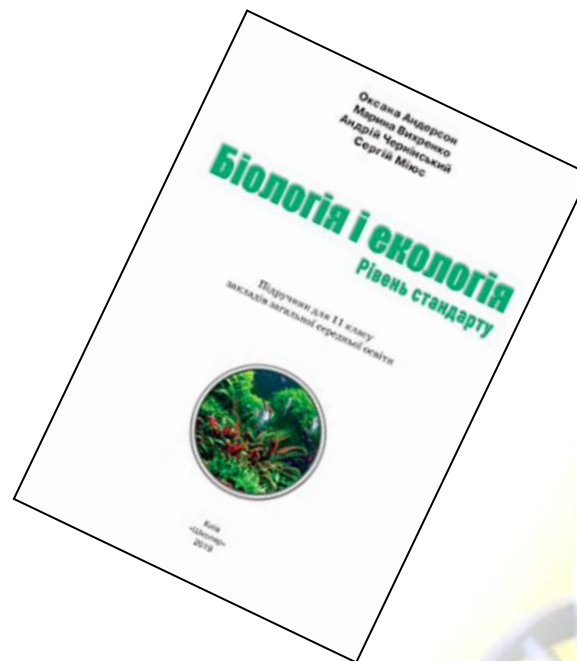 Оксана Андерсон
Марина Вихренко
Андрій Чернінський
Сергій Міюс
Біологія і екологія
Рівень стандарту
Підручник для 11 класу
закладів загальної середньої освіти
Київ
«Школяр»
2019